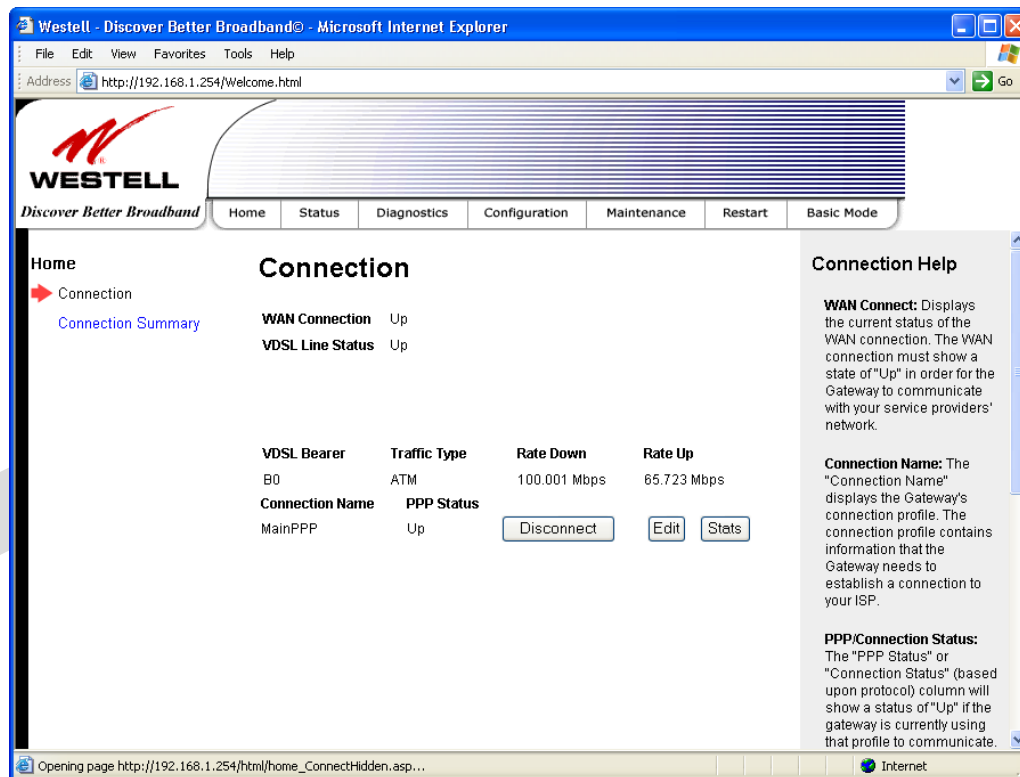 Westell - Discover Better Broadband© - Microsoft Internet Explorer
File Edit View Favorites Tools Help
Address http://192.168.1.254/Welcome.html Go
WESTELL
Discover Better Broadband
Home Status Diagnostics Configuration Maintenance Restart Basic Mode
Home
Connection
Connection Summary
Connection
WAN Connection Up
VDSL Line Status Up
VDSL Bearer Traffic Type Rate Down Rate Up
B0 ATM 100.001 Mbps 65.723 Mbps
Connection Name PPP Status
MainPPP Up Disconnect Edit Stats
Connection Help
WAN Connect: Displays
the current status of the
WAN connection. The WAN
connection must show a
state of "Up" in order for the
Gateway to communicate
with your service providers'
network.
Connection Name: The
"Connection Name"
displays the Gateway's
connection profile. The
connection profile contains
information that the
Gateway needs to
establish a connection to
your ISP.
PPP/Connection Status:
The "PPP Status" or
"Connection Status" (based
upon protocol) column will
show a status of "Up" if the
gateway is currently using
that profile to communicate.
Opening page http://192.168.1.254/html/home_ConnectHidden.asp... Internet